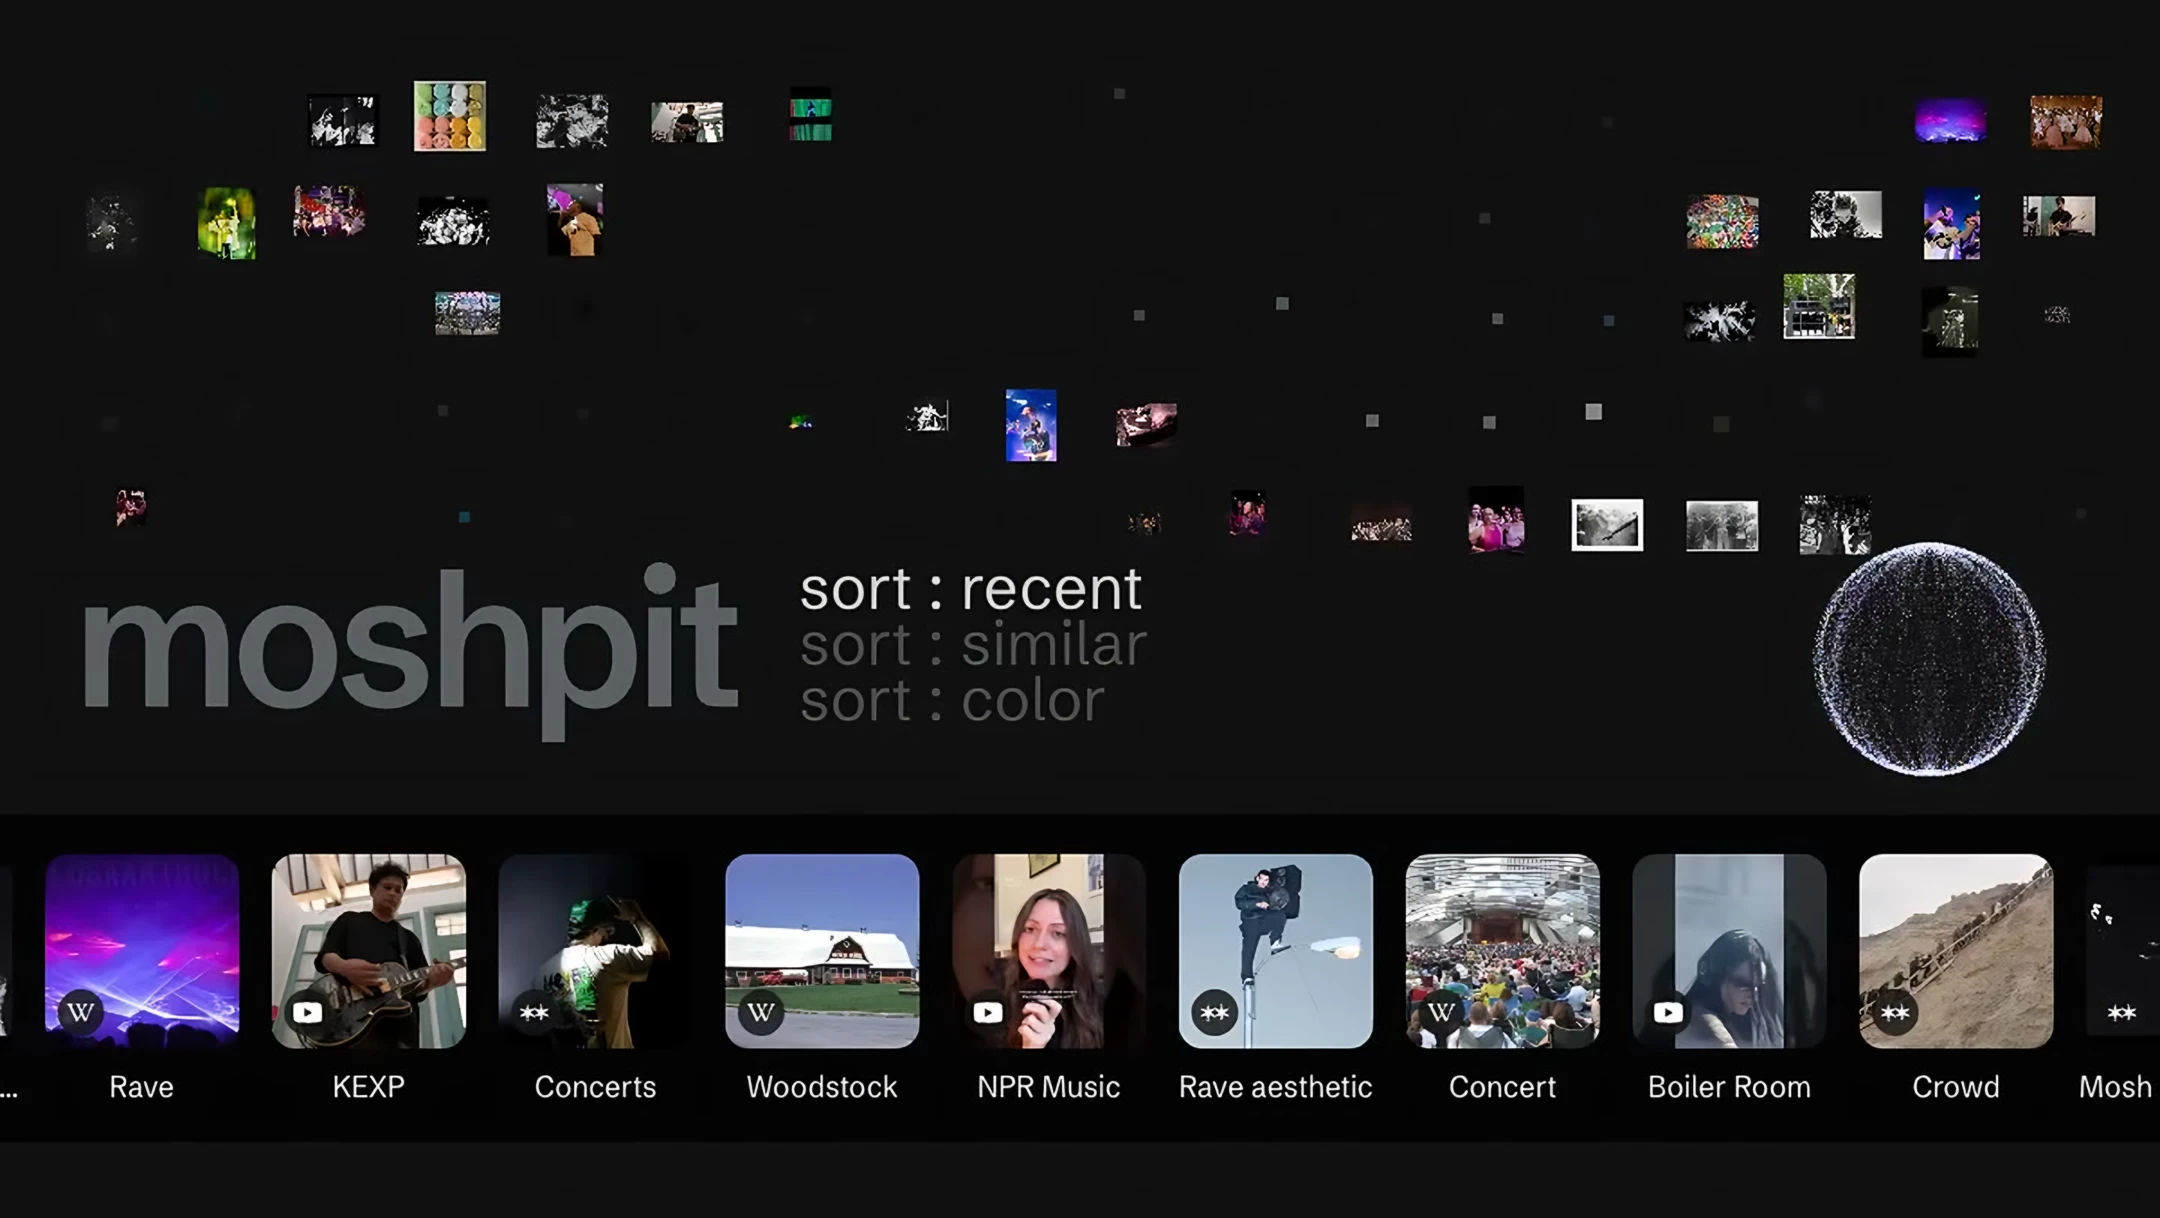 moshpit
sort : recent
sort : similar
sort : color
...
Rave
KEXP
Concerts
Woodstock
NPR Music
Rave aesthetic
Concert
Boiler Room
Crowd
Mosh